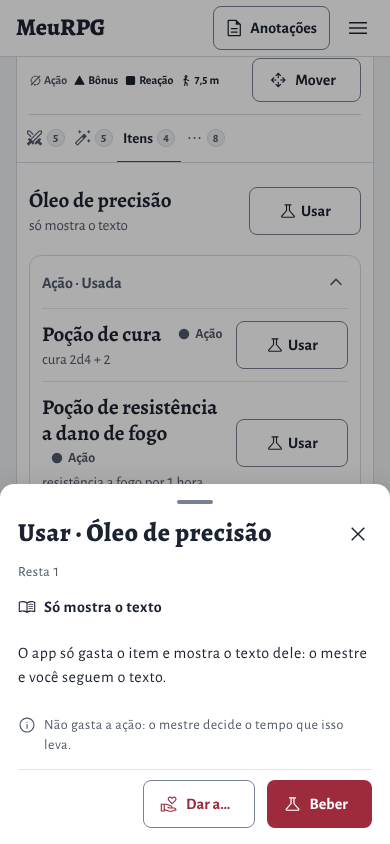 MeuRPG
Anotações
Ação Bônus Reação 7,5 m
Mover
5 5 Itens 4 ··· 8
Óleo de precisão
só mostra o texto
Usar
Ação · Usada
Poção de cura Ação
cura 2d4 + 2
Usar
Poção de resistência
a dano de fogo
Ação
Usar
resistência a fogo por 1 hora
Usar · Óleo de precisão
Resta 1
Só mostra o texto
O app só gasta o item e mostra o texto dele: o mestre
e você seguem o texto.
Não gasta a ação: o mestre decide o tempo que isso
leva.
Dar a...
Beber